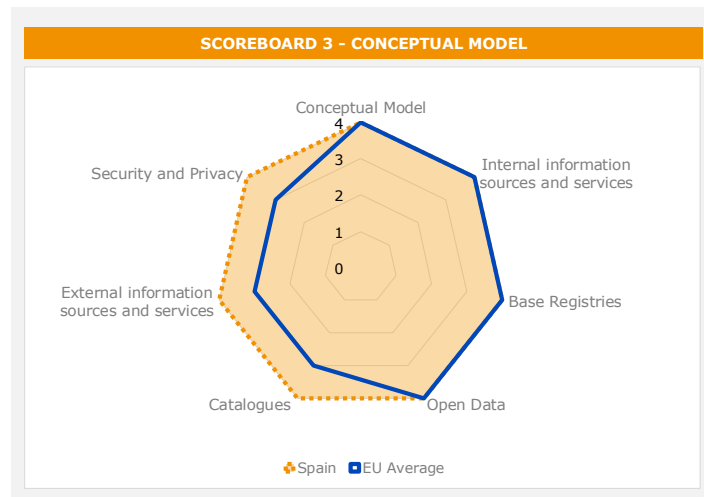 SCOREBOARD 3 - CONCEPTUAL MODEL
Conceptual Model
4
3
2
1
0
Internal information
sources and services
Base Registries
Open Data
Catalogues
External information
sources and services
Security and Privacy
Spain
EU Average